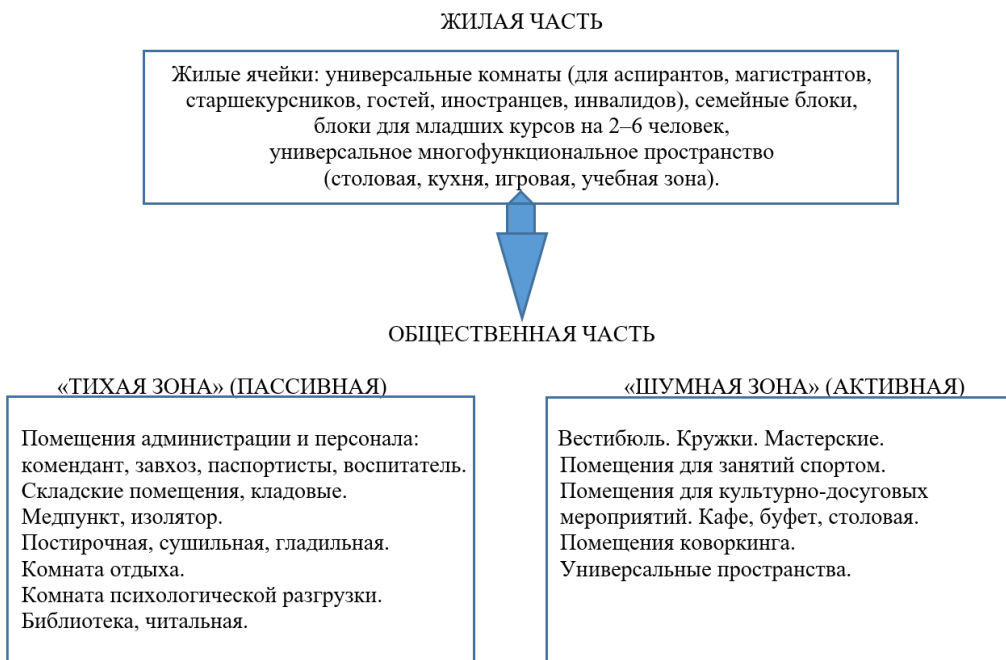 ЖИЛАЯ ЧАСТЬ
Жилые ячейки: универсальные комнаты (для аспирантов, магистрантов,
старшекурсников, гостей, иностранцев, инвалидов), семейные блоки,
блоки для младших курсов на 2–6 человек,
универсальное многофункциональное пространство
(столовая, кухня, игровая, учебная зона).
ОБЩЕСТВЕННАЯ ЧАСТЬ
«ТИХАЯ ЗОНА» (ПАССИВНАЯ)
Помещения администрации и персонала:
комендант, завхоз, паспортисты, воспитатель.
Складские помещения, кладовые.
Медпункт, изолятор.
Постирочная, сушильная, гладильная.
Комната отдыха.
Комната психологической разгрузки.
Библиотека, читальная.
«ШУМНАЯ ЗОНА» (АКТИВНАЯ)
Вестибюль. Кружки. Мастерские.
Помещения для занятий спортом.
Помещения для культурно-досуговых
мероприятий. Кафе, буфет, столовая.
Помещения коворкинга.
Универсальные пространства.